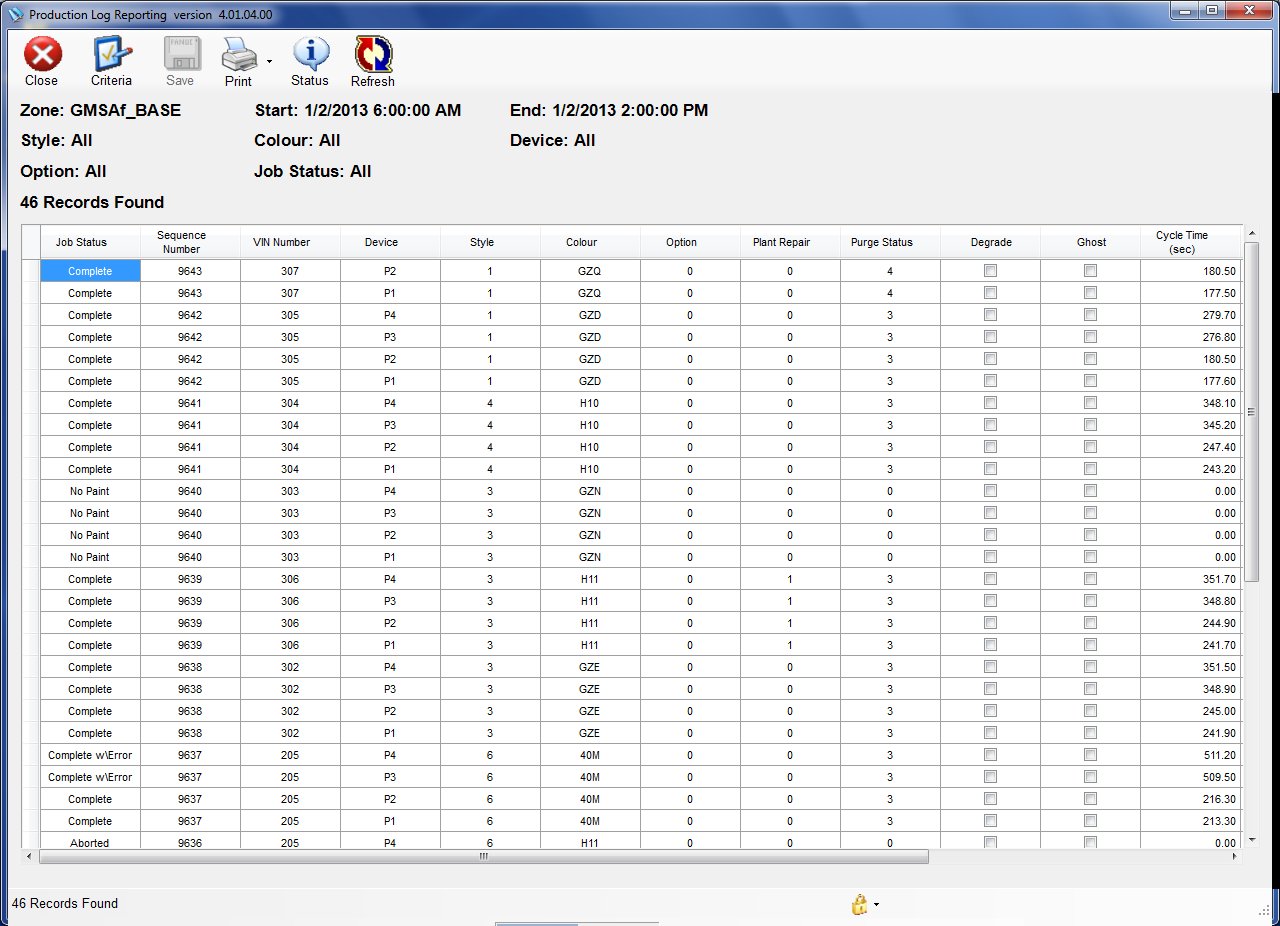 Production Log Reporting version 4.01.04.00
Close Criteria Save Print Status Refresh
Zone: GMSAf_BASE Start: 1/2/2013 6:00:00 AM End: 1/2/2013 2:00:00 PM
Style: All Colour: All Device: All
Option: All Job Status: All
46 Records Found
Job Status Sequence Number VIN Number Device Style Colour Option Plant Repair Purge Status Degrade Ghost Cycle Time (sec)
Complete 9643 307 P2 1 GZQ 0 0 4 180.50
Complete 9643 307 P1 1 GZQ 0 0 4 177.50
Complete 9642 305 P4 1 GZD 0 0 3 279.70
Complete 9642 305 P3 1 GZD 0 0 3 276.80
Complete 9642 305 P2 1 GZD 0 0 3 180.50
Complete 9642 305 P1 1 GZD 0 0 3 177.60
Complete 9641 304 P4 4 H10 0 0 3 348.10
Complete 9641 304 P3 4 H10 0 0 3 345.20
Complete 9641 304 P2 4 H10 0 0 3 247.40
Complete 9641 304 P1 4 H10 0 0 3 243.20
No Paint 9640 303 P4 3 GZN 0 0 0 0.00
No Paint 9640 303 P3 3 GZN 0 0 0 0.00
No Paint 9640 303 P2 3 GZN 0 0 0 0.00
No Paint 9640 303 P1 3 GZN 0 0 0 0.00
Complete 9639 306 P4 3 H11 0 1 3 351.70
Complete 9639 306 P3 3 H11 0 1 3 348.80
Complete 9639 306 P2 3 H11 0 1 3 244.90
Complete 9639 306 P1 3 H11 0 1 3 241.70
Complete 9638 302 P4 3 GZE 0 0 3 351.50
Complete 9638 302 P3 3 GZE 0 0 3 348.90
Complete 9638 302 P2 3 GZE 0 0 3 245.00
Complete 9638 302 P1 3 GZE 0 0 3 241.90
Complete w\Error 9637 205 P4 6 40M 0 0 3 511.20
Complete w\Error 9637 205 P3 6 40M 0 0 3 509.50
Complete 9637 205 P2 6 40M 0 0 3 216.30
Complete 9637 205 P1 6 40M 0 0 3 213.30
Aborted 9636 205 P4 6 H11 0 0 0 0.00
46 Records Found